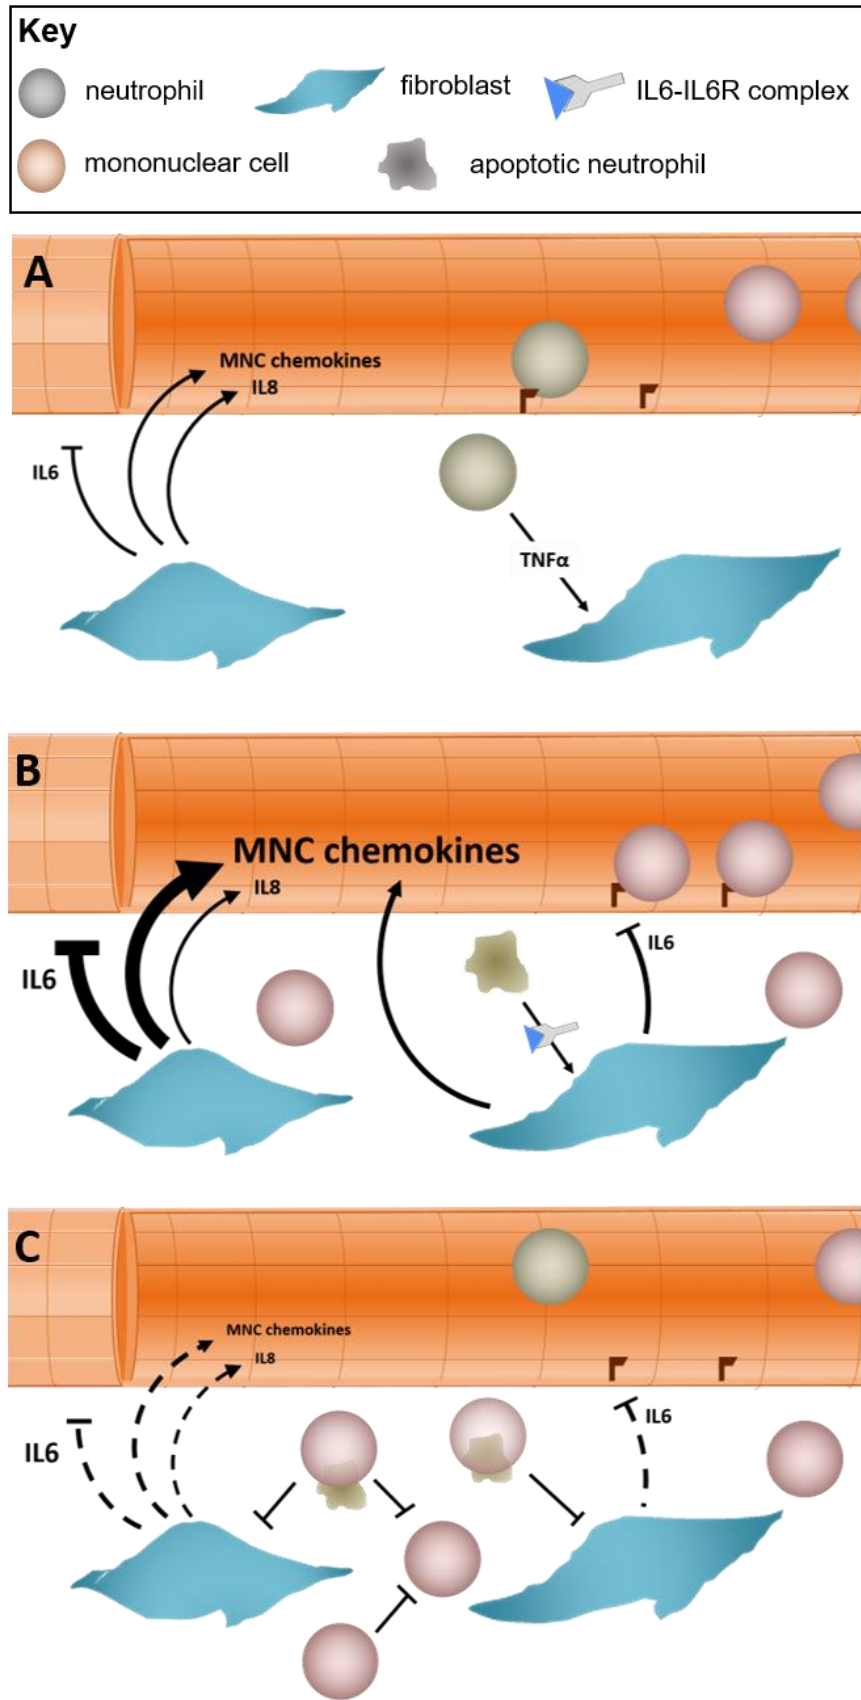 Key
neutrophil
fibroblast
IL6-IL6R complex
mononuclear cell
apoptotic neutrophil
A
MNC chemokines
IL8
IL6
TNFα
B
MNC chemokines
IL8
IL6
IL6
C
MNC chemokines
IL8
IL6
IL6